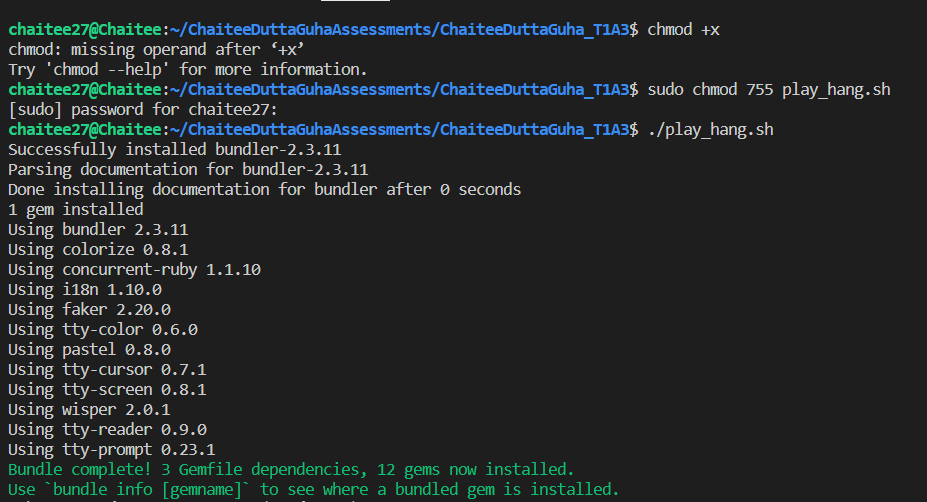 chaitee27@Chaitee:~/ChaiteeDuttaGuhaAssessments/ChaiteeDuttaGuha_T1A3$ chmod +x
chmod: missing operand after ‘+x’
Try 'chmod --help' for more information.
chaitee27@Chaitee:~/ChaiteeDuttaGuhaAssessments/ChaiteeDuttaGuha_T1A3$ sudo chmod 755 play_hang.sh
[sudo] password for chaitee27:
chaitee27@Chaitee:~/ChaiteeDuttaGuhaAssessments/ChaiteeDuttaGuha_T1A3$ ./play_hang.sh
Successfully installed bundler-2.3.11
Parsing documentation for bundler-2.3.11
Done installing documentation for bundler after 0 seconds
1 gem installed
Using bundler 2.3.11
Using colorize 0.8.1
Using concurrent-ruby 1.1.10
Using i18n 1.10.0
Using faker 2.20.0
Using tty-color 0.6.0
Using pastel 0.8.0
Using tty-cursor 0.7.1
Using tty-screen 0.8.1
Using wisper 2.0.1
Using tty-reader 0.9.0
Using tty-prompt 0.23.1
Bundle complete! 3 Gemfile dependencies, 12 gems now installed.
Use `bundle info [gemname]` to see where a bundled gem is installed.